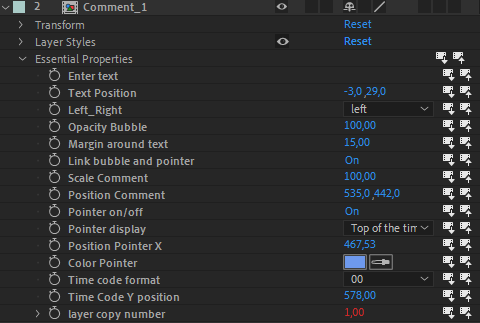 2 Comment_1
Transform Reset
Layer Styles Reset
Essential Properties
Enter text
Text Position -3,0,29,0
Left_Right left
Opacity Bubble 100,00
Margin around text 15,00
Link bubble and pointer On
Scale Comment 100,00
Position Comment 535,0,442,0
Pointer on/off On
Pointer display Top of the tim
Position Pointer X 467,53
Color Pointer
Time code format 00
Time Code Y position 578,00
layer copy number 1,00